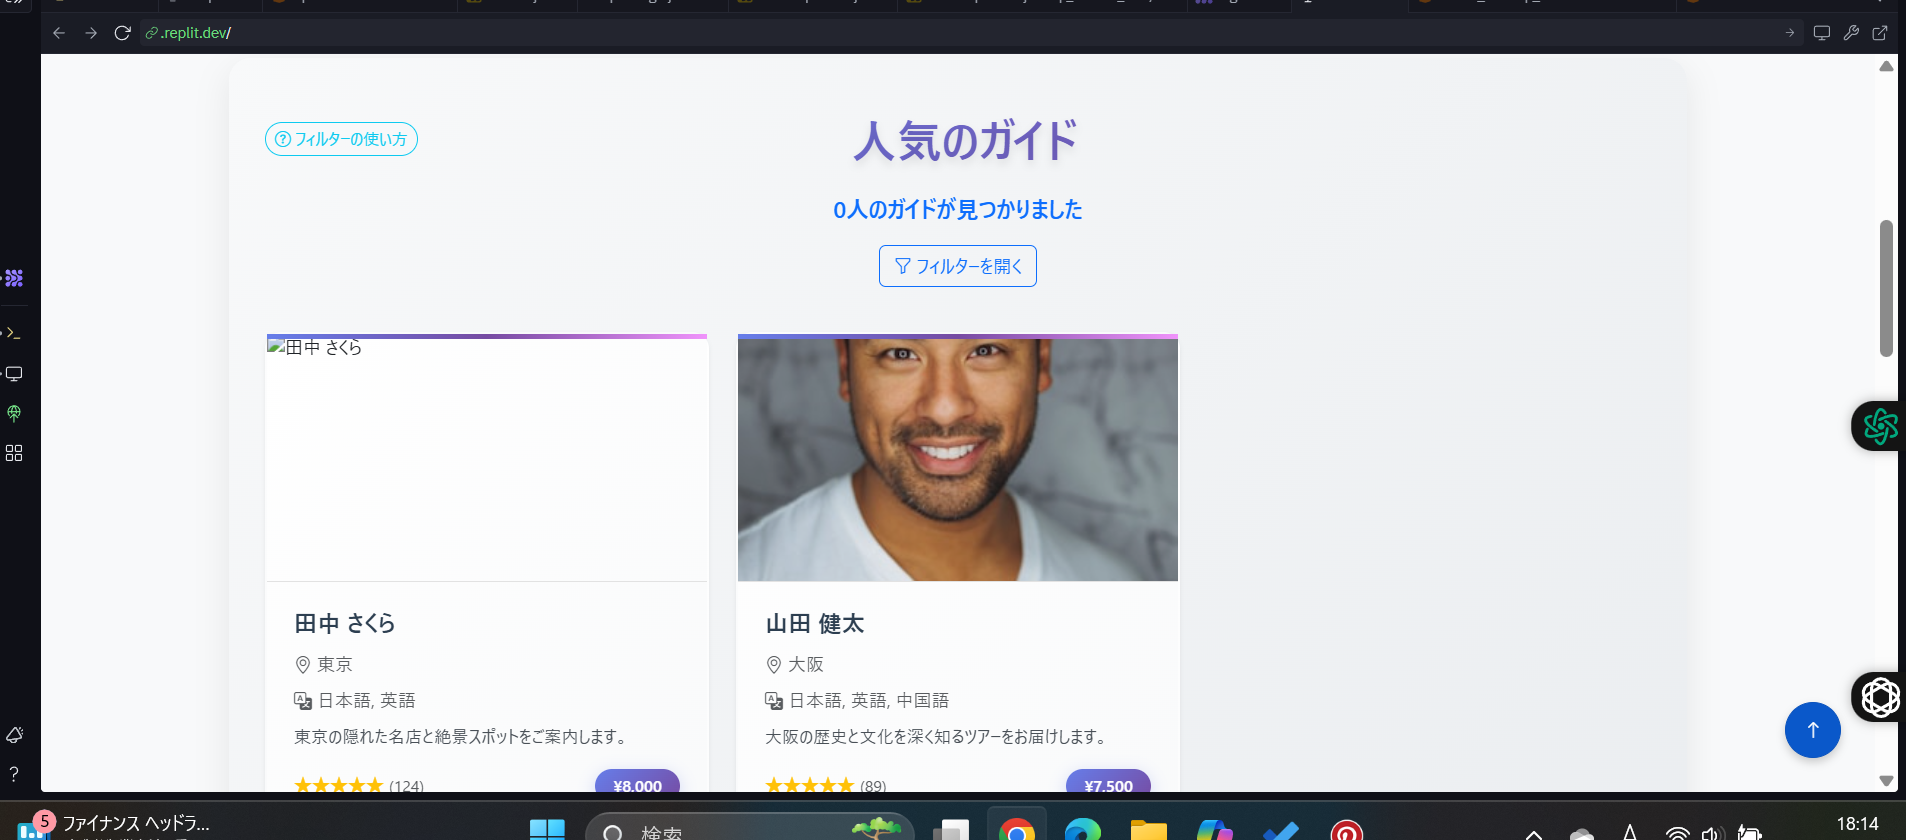 .replit.dev/
フィルターの使い方
人気のガイド
0人のガイドが見つかりました
フィルターを開く
田中 さくら
田中 さくら
東京
日本語, 英語
東京の隠れた名店と絶景スポットをご案内します。
★★★★★ (124)
¥8,000
山田 健太
大阪
日本語, 英語, 中国語
大阪の歴史と文化を深く知るツアーをお届けします。
★★★★★ (89)
¥7,500
5
ファイナンス ヘッドラ...
検索
A
18:14